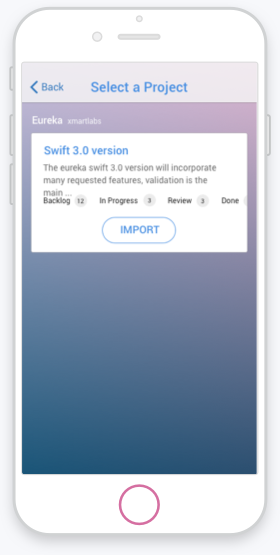 Back Select a Project
Eureka xmartlabs
Swift 3.0 version
The eureka swift 3.0 version will incorporate
many requested features, validation is the
main ...
Backlog 12 In Progress 3 Review 3 Done
IMPORT